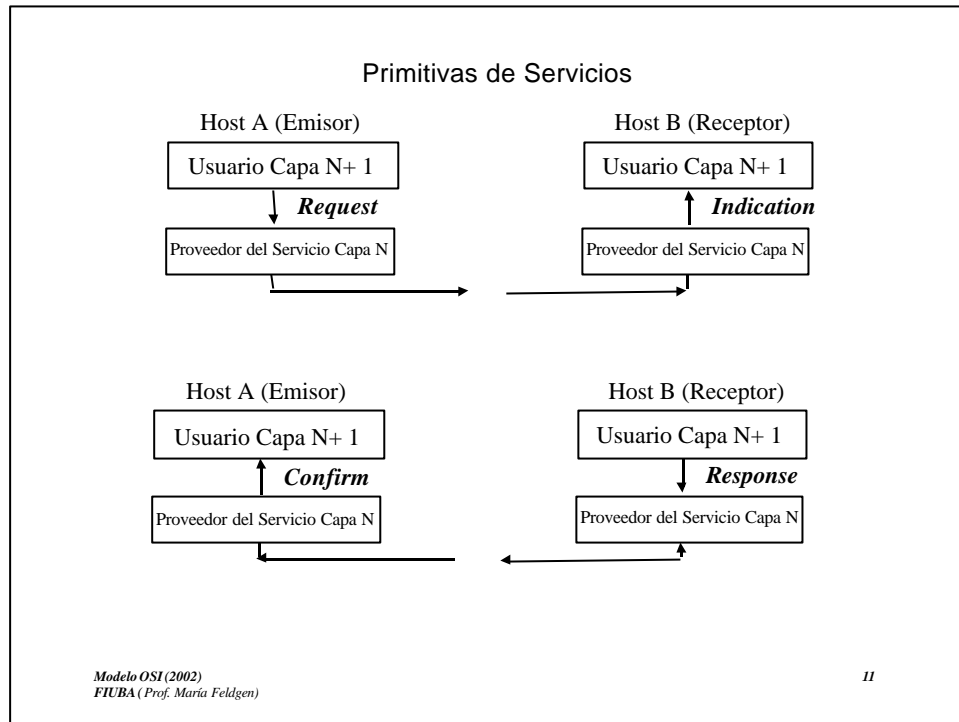 Primitivas de Servicios
Host A (Emisor)
Host B (Receptor)
Usuario Capa N+ 1
Usuario Capa N+ 1
Request
Indication
Proveedor del Servicio Capa N
Proveedor del Servicio Capa N
Host A (Emisor)
Host B (Receptor)
Usuario Capa N+ 1
Usuario Capa N+ 1
Confirm
Response
Proveedor del Servicio Capa N
Proveedor del Servicio Capa N
Modelo OSI (2002)
11
FIUBA ( Prof. María Feldgen)